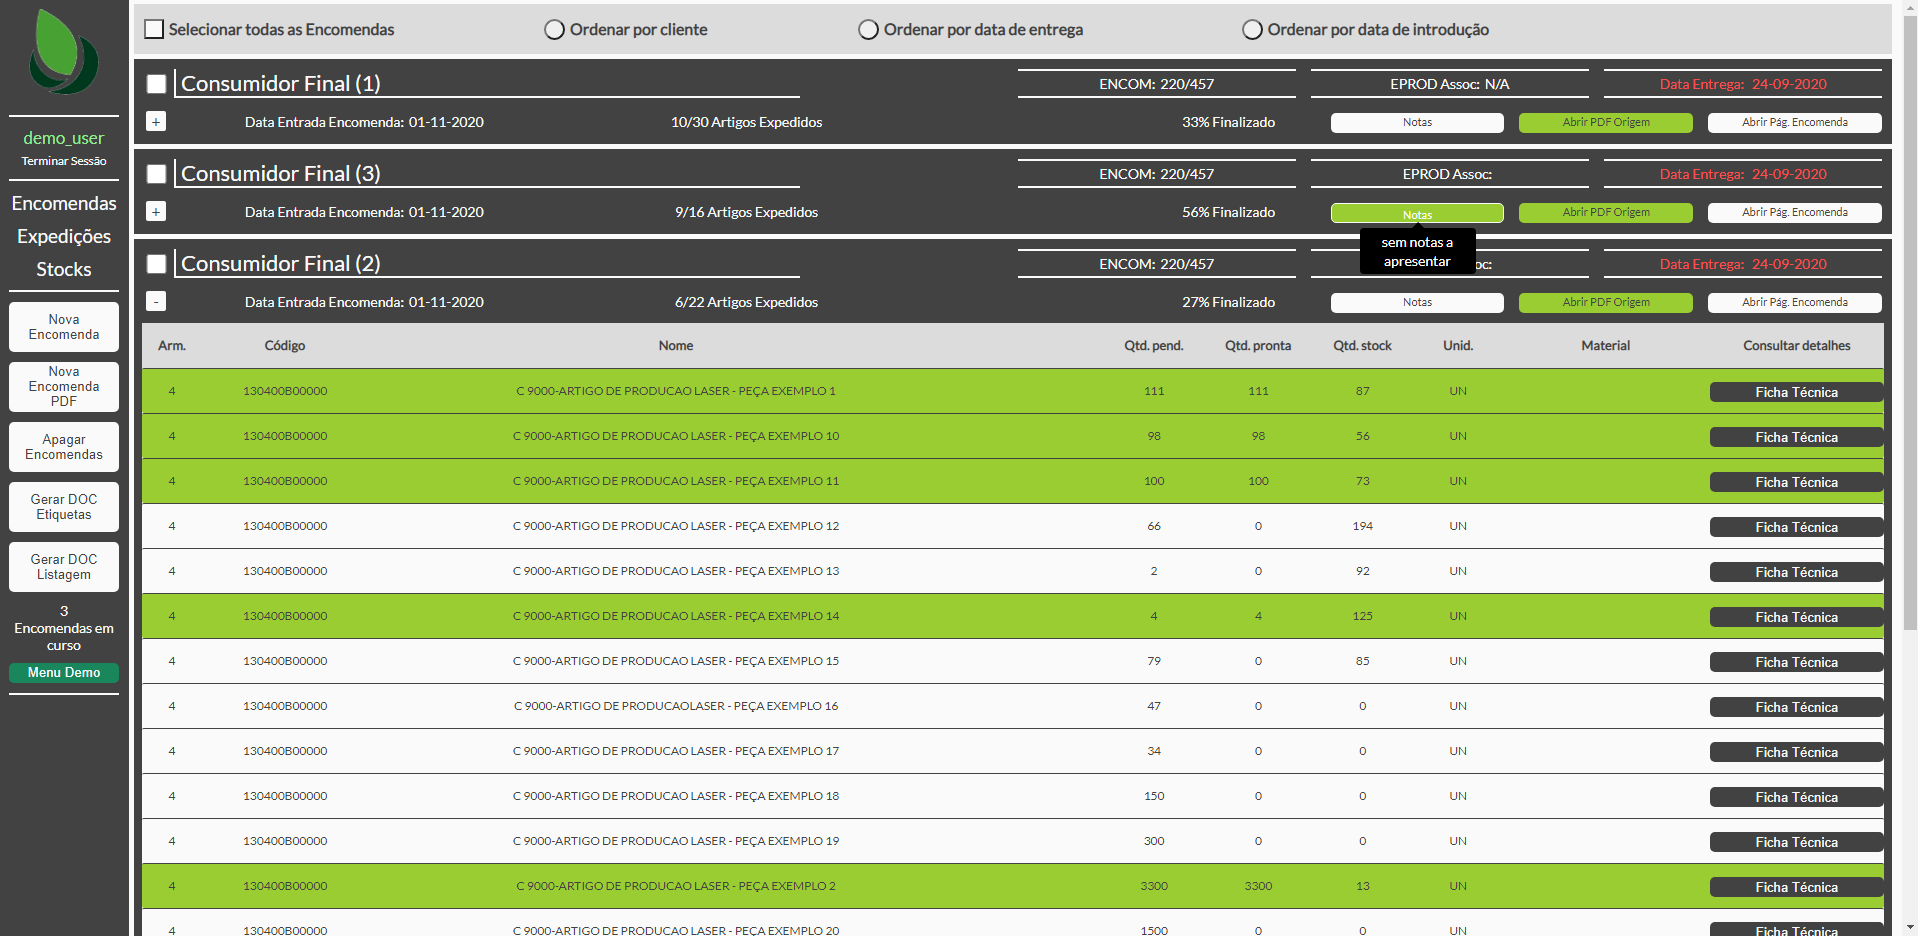 demo_user
Terminar Sessão
Encomendas
Expedições
Stocks
Nova
Encomenda
Nova
Encomenda
PDF
Apagar
Encomendas
Gerar DOC
Etiquetas
Gerar DOC
Listagem
3
Encomendas em
curso
Menu Demo
Selecionar todas as Encomendas Ordenar por cliente Ordenar por data de entrega Ordenar por data de introdução
Consumidor Final (1) ENCOM: 220/457 EPROD Assoc: N/A Data Entrega: 24-09-2020
+ Data Entrada Encomenda: 01-11-2020 10/30 Artigos Expedidos 33% Finalizado Notas Abrir PDF Origem Abrir Pág. Encomenda
Consumidor Final (3) ENCOM: 220/457 EPROD Assoc: Data Entrega: 24-09-2020
+ Data Entrada Encomenda: 01-11-2020 9/16 Artigos Expedidos 56% Finalizado Notas Abrir PDF Origem Abrir Pág. Encomenda
sem notas a
apresentar
Consumidor Final (2) ENCOM: 220/457 oc: Data Entrega: 24-09-2020
- Data Entrada Encomenda: 01-11-2020 6/22 Artigos Expedidos 27% Finalizado Notas Abrir PDF Origem Abrir Pág. Encomenda
Arm. Código Nome Qtd. pend. Qtd. pronta Qtd. stock Unid. Material Consultar detalhes
4 130400B00000 C 9000-ARTIGO DE PRODUCAO LASER - PEÇA EXEMPLO 1 111 111 87 UN Ficha Técnica
4 130400B00000 C 9000-ARTIGO DE PRODUCAO LASER - PEÇA EXEMPLO 10 98 98 56 UN Ficha Técnica
4 130400B00000 C 9000-ARTIGO DE PRODUCAO LASER - PEÇA EXEMPLO 11 100 100 73 UN Ficha Técnica
4 130400B00000 C 9000-ARTIGO DE PRODUCAO LASER - PEÇA EXEMPLO 12 66 0 194 UN Ficha Técnica
4 130400B00000 C 9000-ARTIGO DE PRODUCAO LASER - PEÇA EXEMPLO 13 2 0 92 UN Ficha Técnica
4 130400B00000 C 9000-ARTIGO DE PRODUCAO LASER - PEÇA EXEMPLO 14 4 4 125 UN Ficha Técnica
4 130400B00000 C 9000-ARTIGO DE PRODUCAO LASER - PEÇA EXEMPLO 15 79 0 85 UN Ficha Técnica
4 130400B00000 C 9000-ARTIGO DE PRODUCAOLASER - PEÇA EXEMPLO 16 47 0 0 UN Ficha Técnica
4 130400B00000 C 9000-ARTIGO DE PRODUCAO LASER - PEÇA EXEMPLO 17 34 0 0 UN Ficha Técnica
4 130400B00000 C 9000-ARTIGO DE PRODUCAO LASER - PEÇA EXEMPLO 18 150 0 0 UN Ficha Técnica
4 130400B00000 C 9000-ARTIGO DE PRODUCAO LASER - PEÇA EXEMPLO 19 300 0 0 UN Ficha Técnica
4 130400B00000 C 9000-ARTIGO DE PRODUCAO LASER - PEÇA EXEMPLO 2 3300 3300 13 UN Ficha Técnica
4 130400B00000 C 9000-ARTIGO DE PRODUCAO LASER - PEÇA EXEMPLO 20 1500 0 0 UN Ficha Técnica